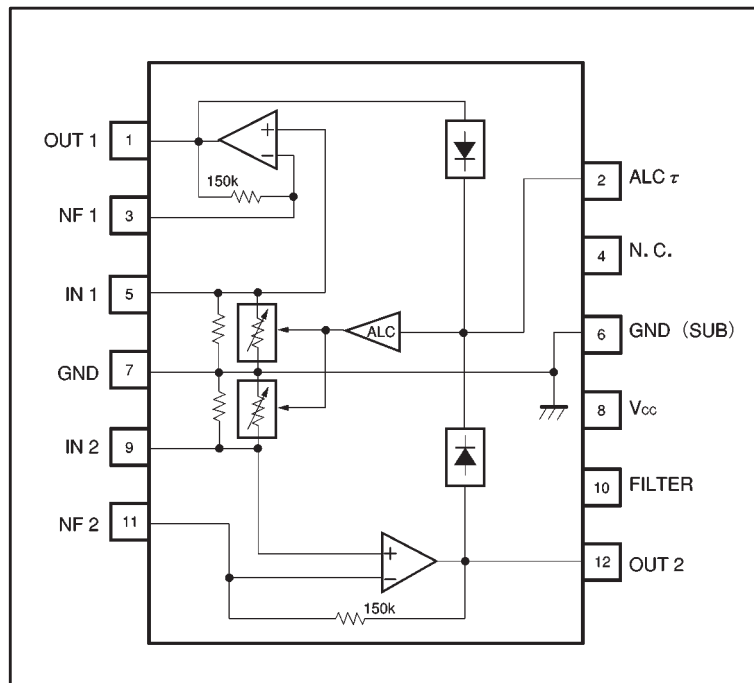 OUT 1
1
+
−
150k
3
NF 1
IN 1
5
GND
7
IN 2
9
NF 2
11
ALC
2
ALC τ
4
N. C.
6
GND (SUB)
8
Vcc
10
FILTER
12
OUT 2
+
−
150k